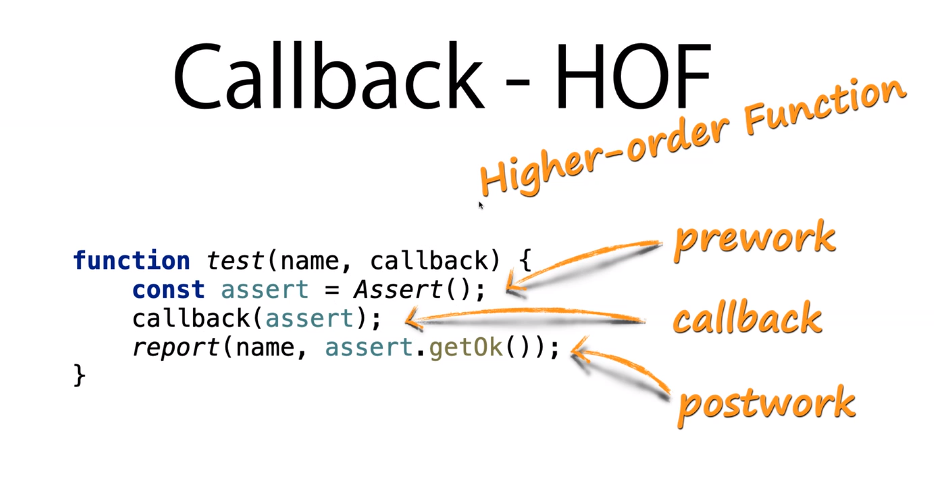 Callback - HOF
Higher-order Function
function test(name, callback) {
    const assert = Assert();
    callback(assert);
    report(name, assert.getOk());
}
prework
callback
postwork